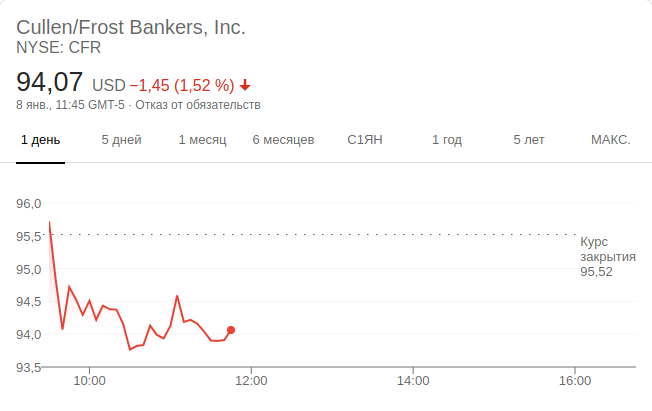 Cullen/Frost Bankers, Inc.
NYSE: CFR
94,07 USD −1,45 (1,52 %)
8 янв., 11:45 GMT-5 · Отказ от обязательств
1 день 5 дней 1 месяц 6 месяцев С1ЯН 1 год 5 лет МАКС.
96,0
95,5
Курс
закрытия
95,52
95,0
94,5
94,0
93,5
10:00 12:00 14:00 16:00